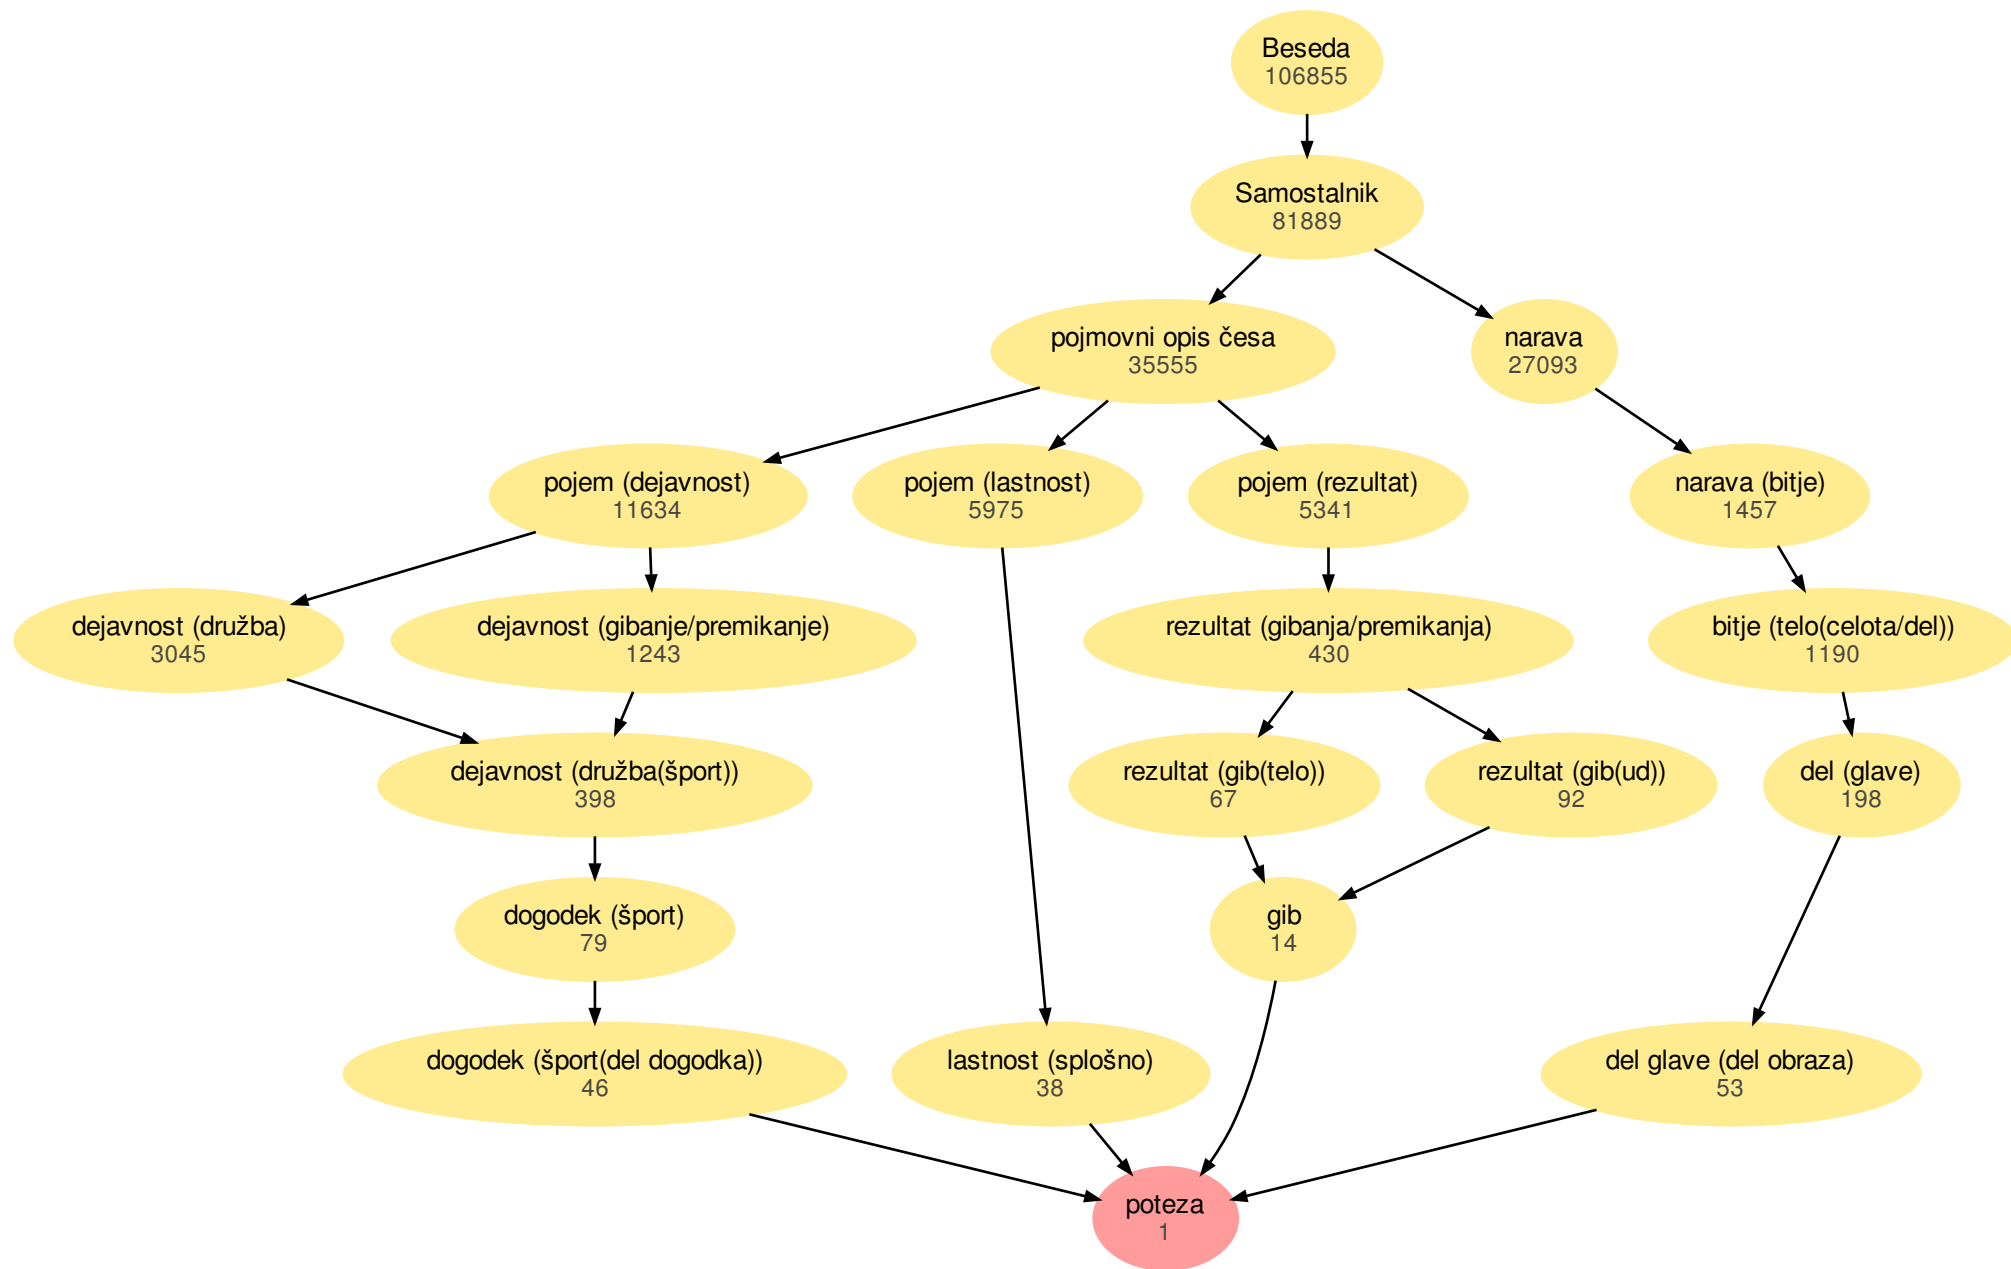 Beseda
106855
Samostalnik
81889
pojmovni opis česa
35555
narava
27093
pojem (dejavnost)
11634
pojem (lastnost)
5975
pojem (rezultat)
5341
narava (bitje)
1457
dejavnost (družba)
3045
dejavnost (gibanje/premikanje)
1243
rezultat (gibanja/premikanja)
430
bitje (telo(celota/del))
1190
dejavnost (družba(šport))
398
rezultat (gib(telo))
67
rezultat (gib(ud))
92
del (glave)
198
dogodek (šport)
79
gib
14
dogodek (šport(del dogodka))
46
lastnost (splošno)
38
del glave (del obraza)
53
poteza
1